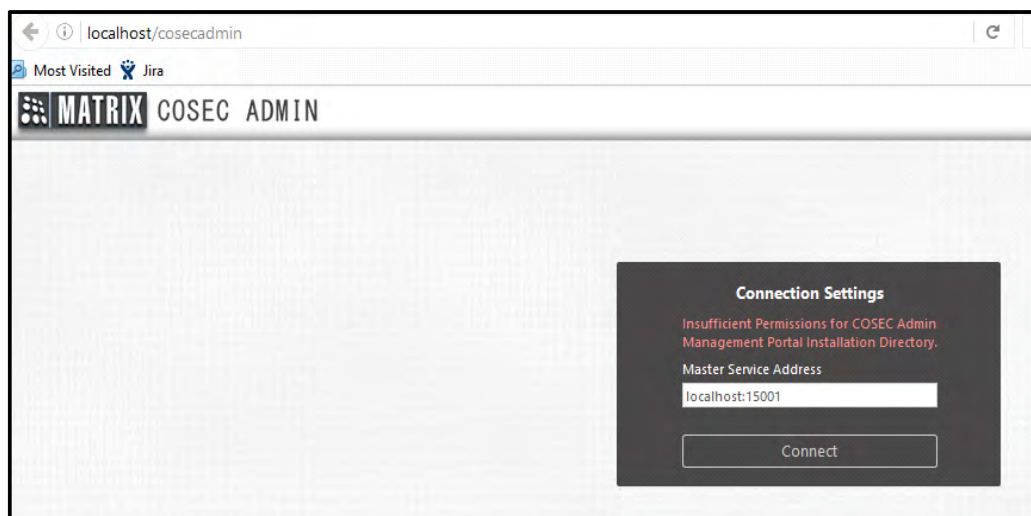 localhost/cosecadmin
Most Visited Jira
MATRIX COSEC ADMIN
Connection Settings
Insufficient Permissions for COSEC Admin
Management Portal Installation Directory.
Master Service Address
localhost:15001
Connect